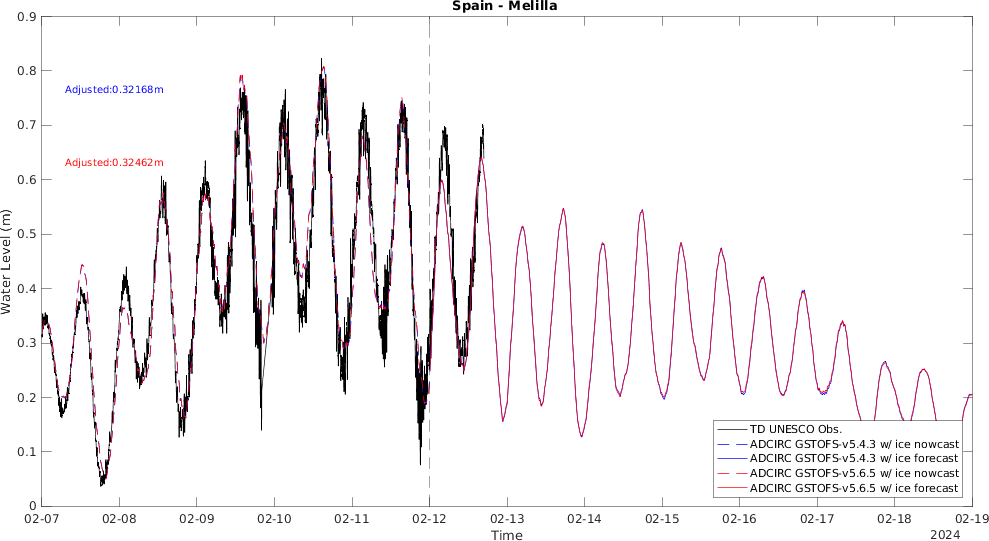 Spain - Melilla
0.9
0.8
0.7
0.6
0.5
0.4
0.3
0.2
0.1
0
Water Level (m)
Adjusted:0.32168m
Adjusted:0.32462m
TD UNESCO Obs.
ADCIRC GSTOFS-v5.4.3 w/ ice nowcast
ADCIRC GSTOFS-v5.4.3 w/ ice forecast
ADCIRC GSTOFS-v5.6.5 w/ ice nowcast
ADCIRC GSTOFS-v5.6.5 w/ ice forecast
02-07 02-08 02-09 02-10 02-11 02-12 02-13 02-14 02-15 02-16 02-17 02-18 02-19
Time
2024